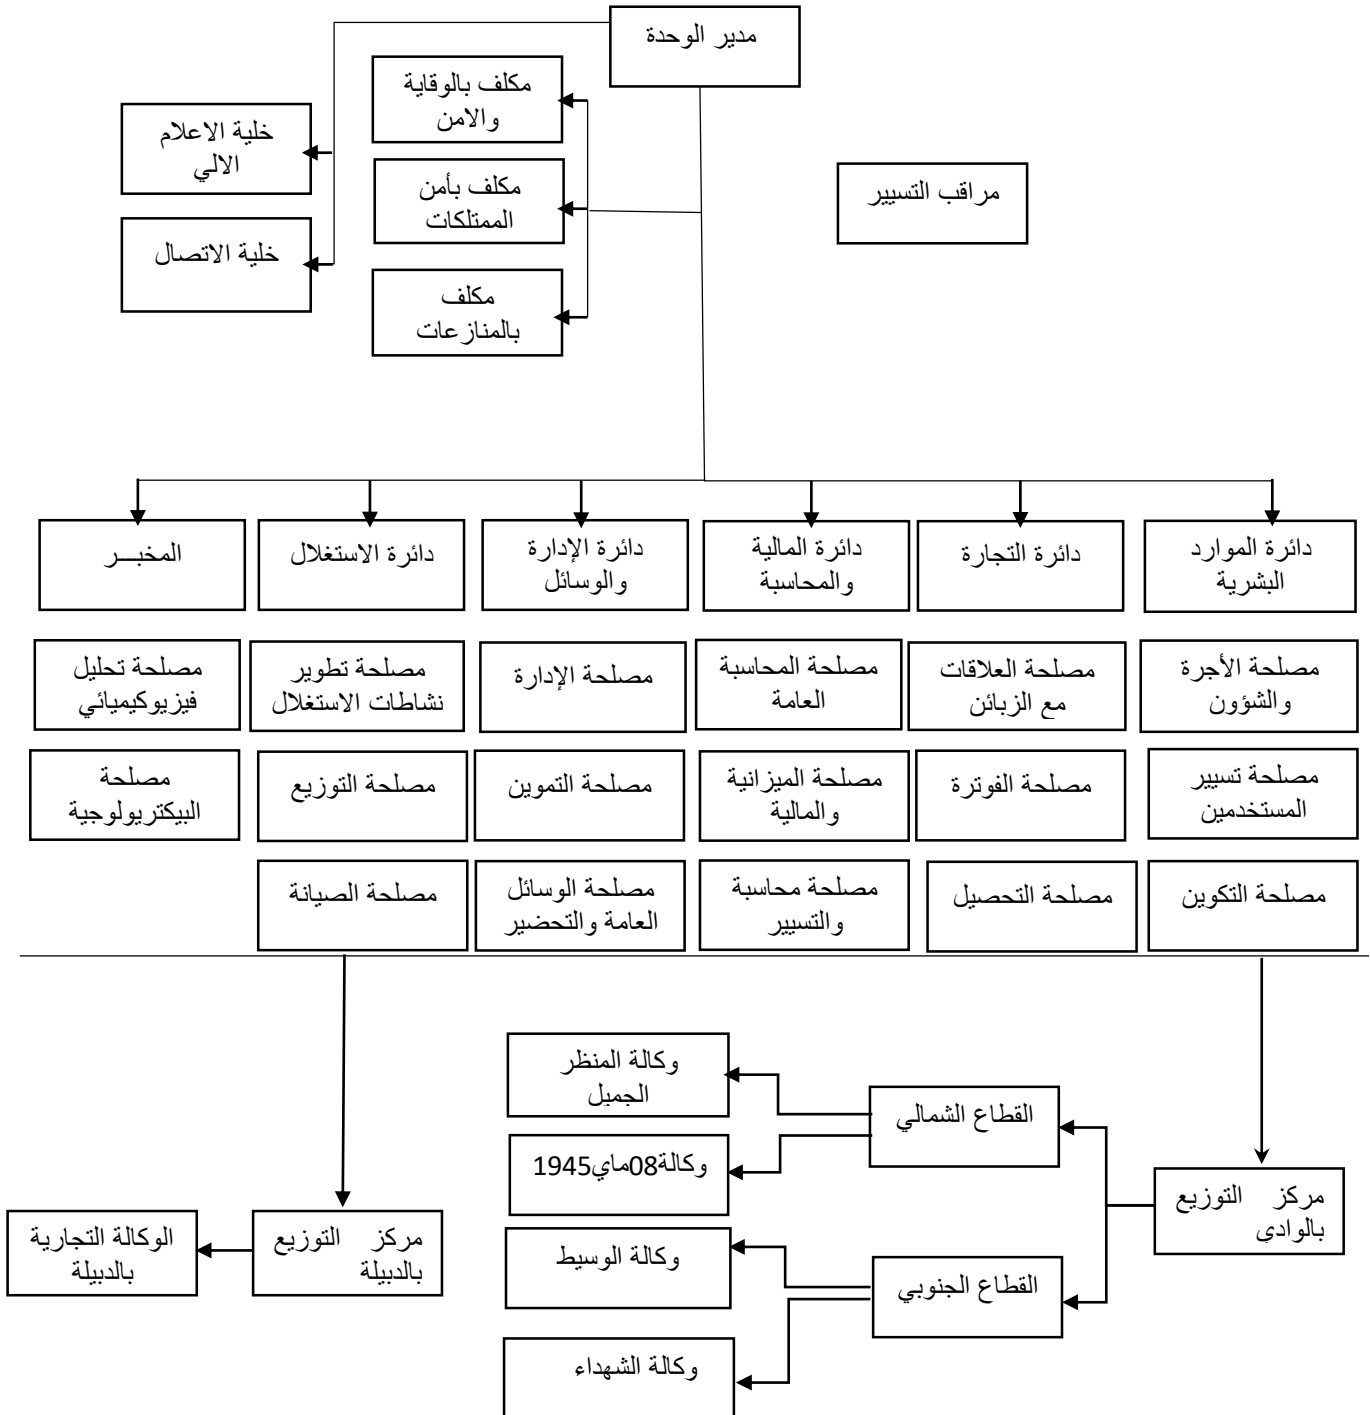 مدير الوحدة
مكلف بالوقاية
والامن
خلية الاعلام
الالي
مكلف بأمن
الممتلكات
مراقب التسيير
خلية الاتصال
مكلف
بالمنازعات
دائرة الموارد
البشرية
دائرة التجارة
دائرة المالية
والمحاسبة
دائرة الإدارة
والوسائل
دائرة الاستغلال
المخبـــر
مصلحة الأجرة
والشؤون
مصلحة العلاقات
مع الزبائن
مصلحة المحاسبة
العامة
مصلحة الإدارة
مصلحة تطوير
نشاطات الاستغلال
مصلحة تحليل
فيزيوكيميائي
مصلحة تسيير
المستخدمين
مصلحة الفوترة
مصلحة الميزانية
والمالية
مصلحة التموين
مصلحة التوزيع
مصلحة
البيكتريولوجية
مصلحة التكوين
مصلحة التحصيل
مصلحة محاسبة
والتسيير
مصلحة الوسائل
العامة والتحضير
مصلحة الصيانة
وكالة المنظر
الجميل
القطاع الشمالي
وكالة08ماي1945
مركز التوزيع
بالوادي
وكالة الوسيط
القطاع الجنوبي
وكالة الشهداء
مركز التوزيع
بالدبيلة
الوكالة التجارية
بالدبيلة